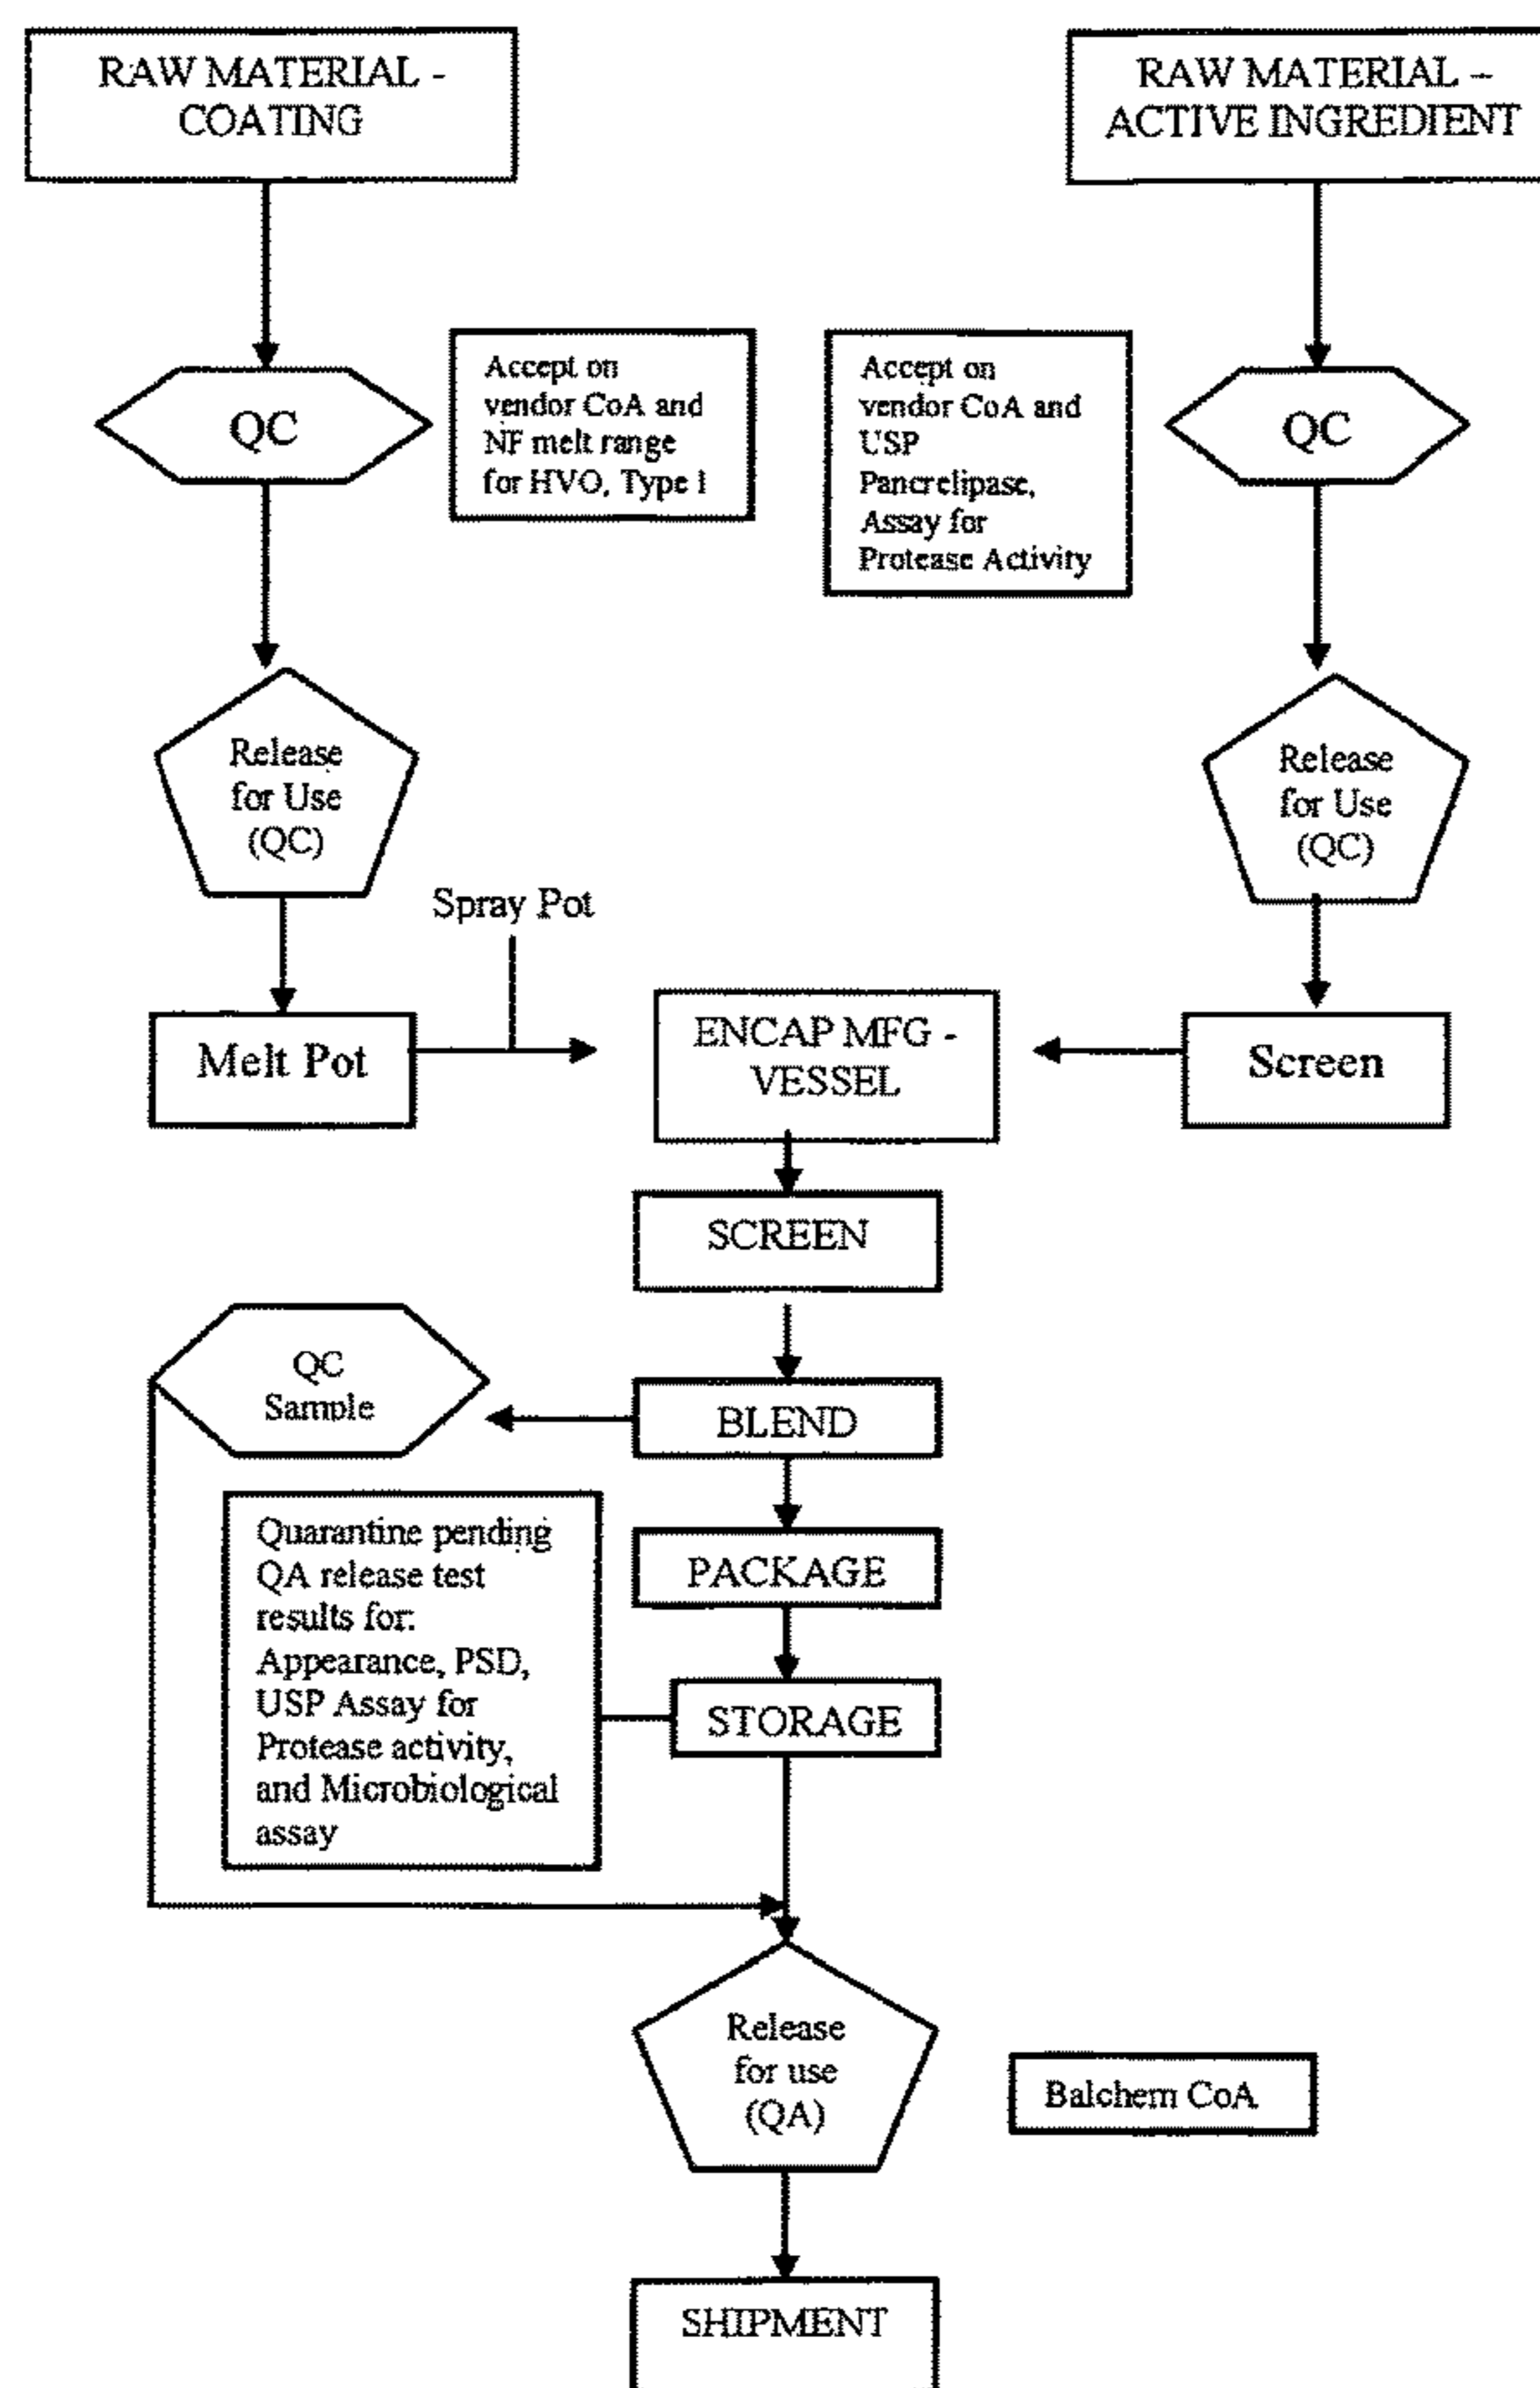 RAW MATERIAL -
COATING
RAW MATERIAL –
ACTIVE INGREDIENT
QC
Accept on
vendor CoA and
NF melt range
for HVO, Type I
Accept on
vendor CoA and
USP
Pancrelipase,
Assay for
Protease Activity
QC
Release
for Use
(QC)
Release
for Use
(QC)
Spray Pot
Melt Pot
ENCAP MFG -
VESSEL
Screen
SCREEN
QC
Sample
BLEND
Quarantine pending
QA release test
results for:
Appearance, PSD,
USP Assay for
Protease activity,
and Microbiological
assay
PACKAGE
STORAGE
Release
for use
(QA)
Balchem CoA
SHIPMENT